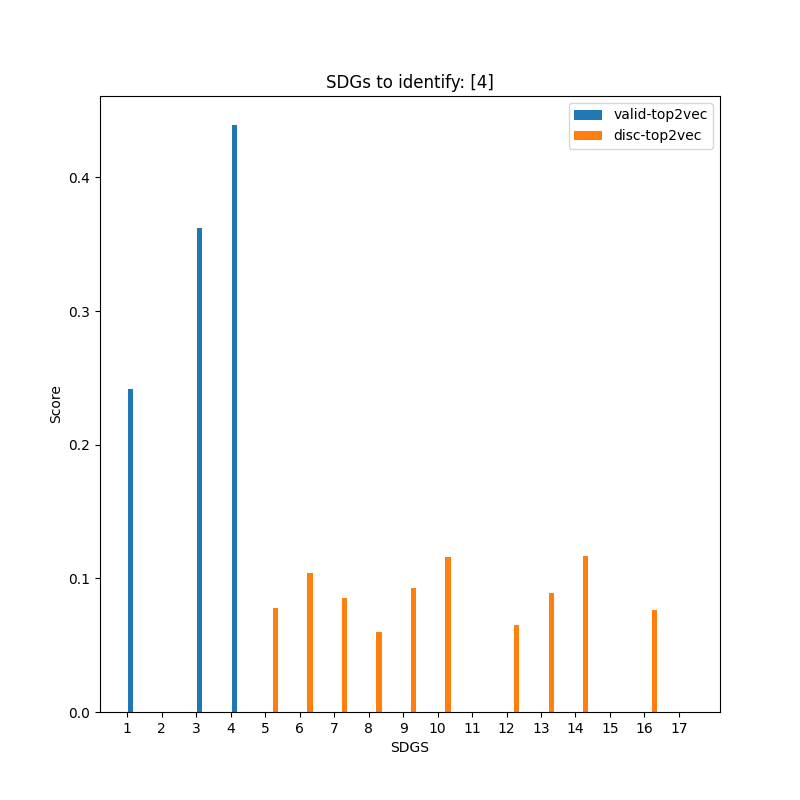 SDGs to identify: [4]
valid-top2vec
disc-top2vec
Score
0.4
0.3
0.2
0.1
0.0
1 2 3 4 5 6 7 8 9 10 11 12 13 14 15 16 17
SDGS